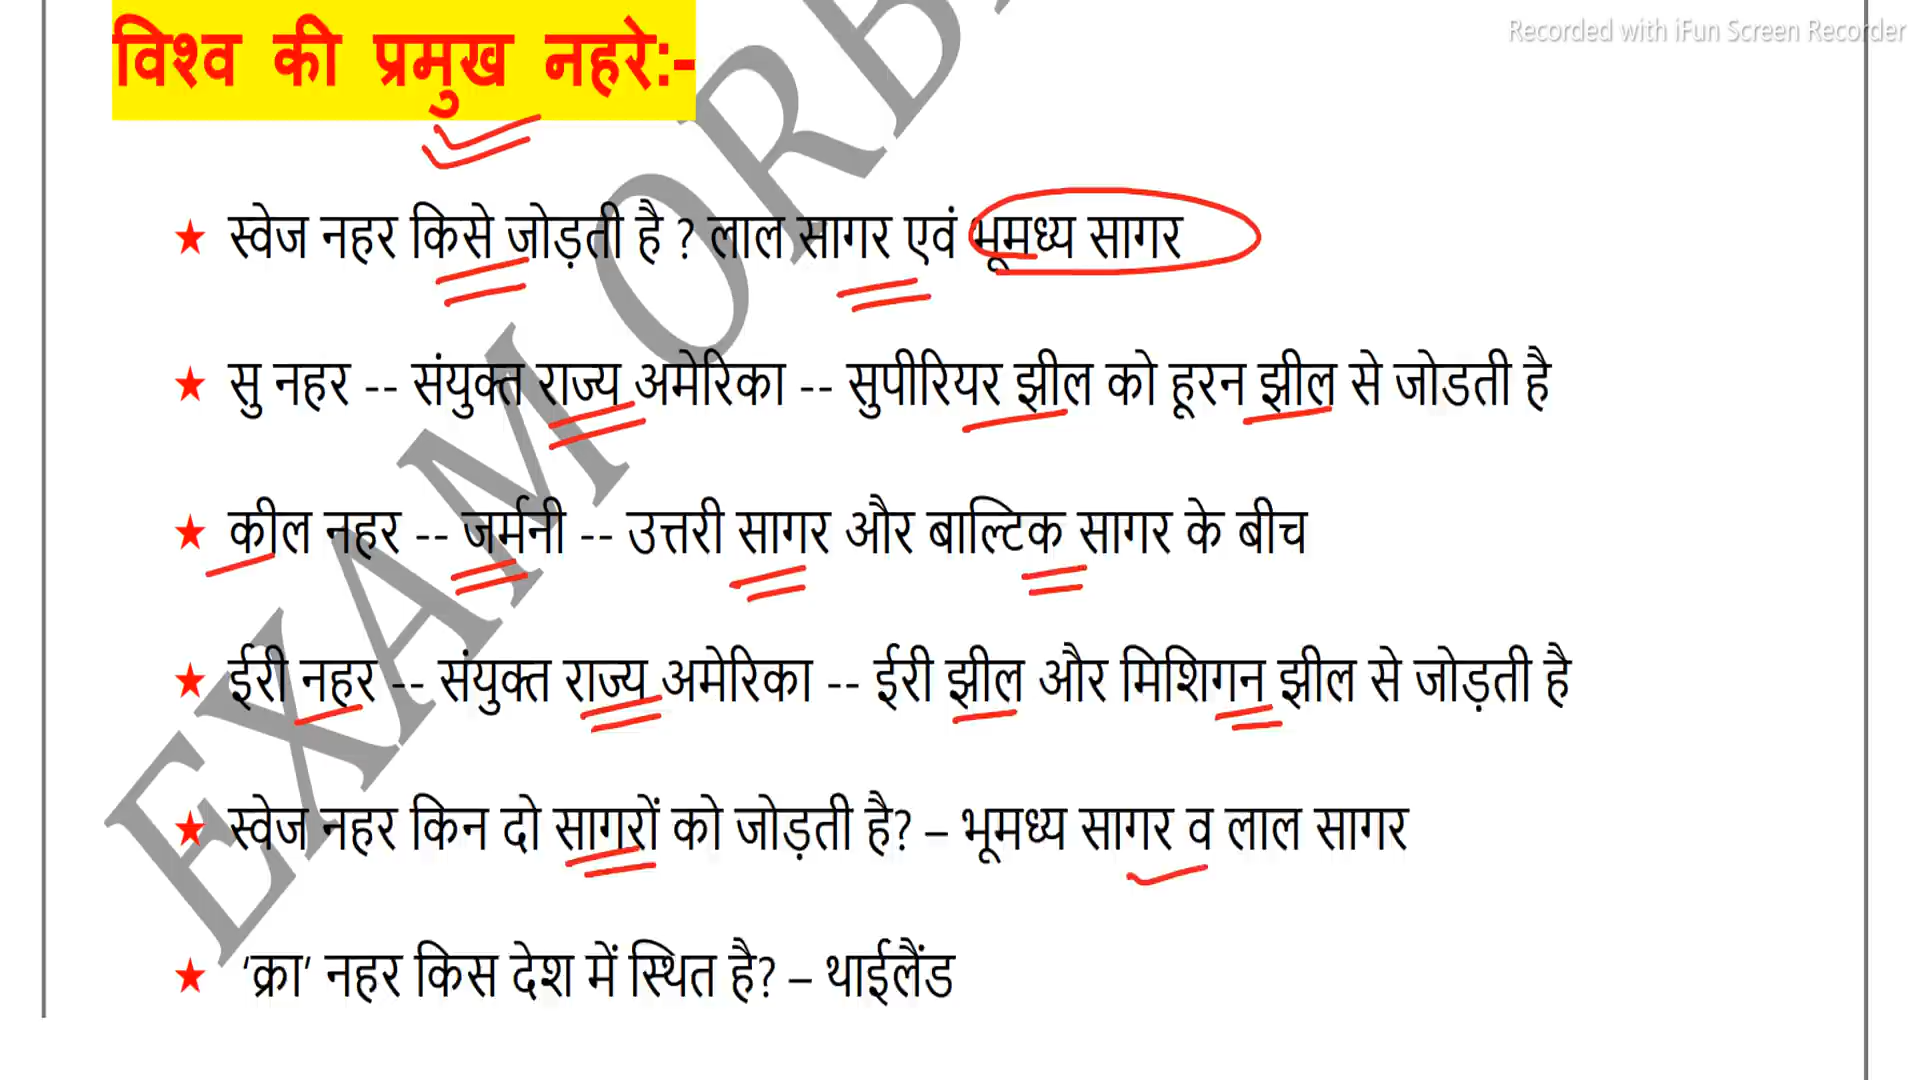 Recorded with iFun Screen Recorder
विश्व की प्रमुख नहरे:-
★ स्वेज नहर किसे जोड़ती है ? लाल सागर एवं भूमध्य सागर
★ सु नहर -- संयुक्त राज्य अमेरिका -- सुपीरियर झील को हूरन झील से जोडती है
★ कील नहर -- जर्मनी -- उत्तरी सागर और बाल्टिक सागर के बीच
★ ईरी नहर -- संयुक्त राज्य अमेरिका -- ईरी झील और मिशिगन झील से जोड़ती है
★ स्वेज नहर किन दो सागरों को जोड़ती है? – भूमध्य सागर व लाल सागर
★ ‘क्रा’ नहर किस देश में स्थित है? – थाईलैंड
EXAM ORB